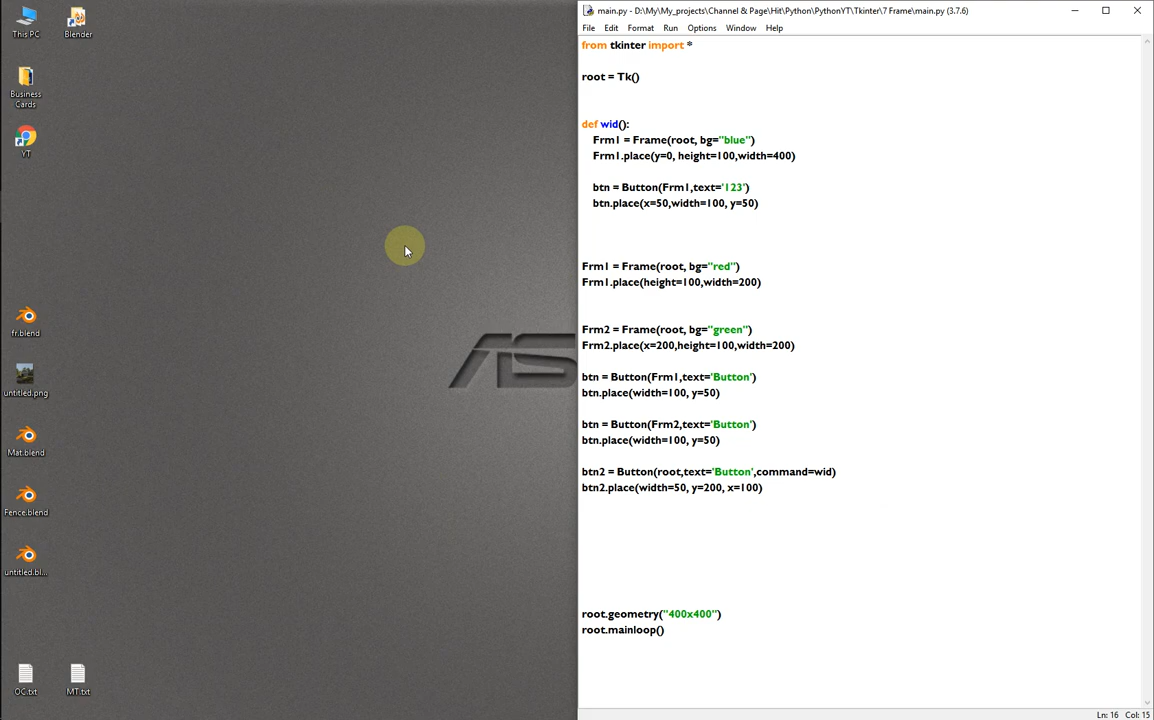 This PC
Blender
Business
Cards
YT
fr.blend
untitled.png
Mat.blend
Fence.blend
untitled.bl...
OC.txt
MT.txt
main.py - D:\My\My_projects\Channel & Page\Hit\Python\PythonYT\Tkinter\7 Frame\main.py (3.7.6)
File Edit Format Run Options Window Help
from tkinter import *
root = Tk()
def wid():
    Frm1 = Frame(root, bg="blue")
    Frm1.place(y=0, height=100,width=400)
    btn = Button(Frm1,text='123')
    btn.place(x=50,width=100, y=50)
Frm1 = Frame(root, bg="red")
Frm1.place(height=100,width=200)
Frm2 = Frame(root, bg="green")
Frm2.place(x=200,height=100,width=200)
btn = Button(Frm1,text='Button')
btn.place(width=100, y=50)
btn = Button(Frm2,text='Button')
btn.place(width=100, y=50)
btn2 = Button(root,text='Button',command=wid)
btn2.place(width=50, y=200, x=100)
root.geometry("400x400")
root.mainloop()
Ln: 16 Col: 15